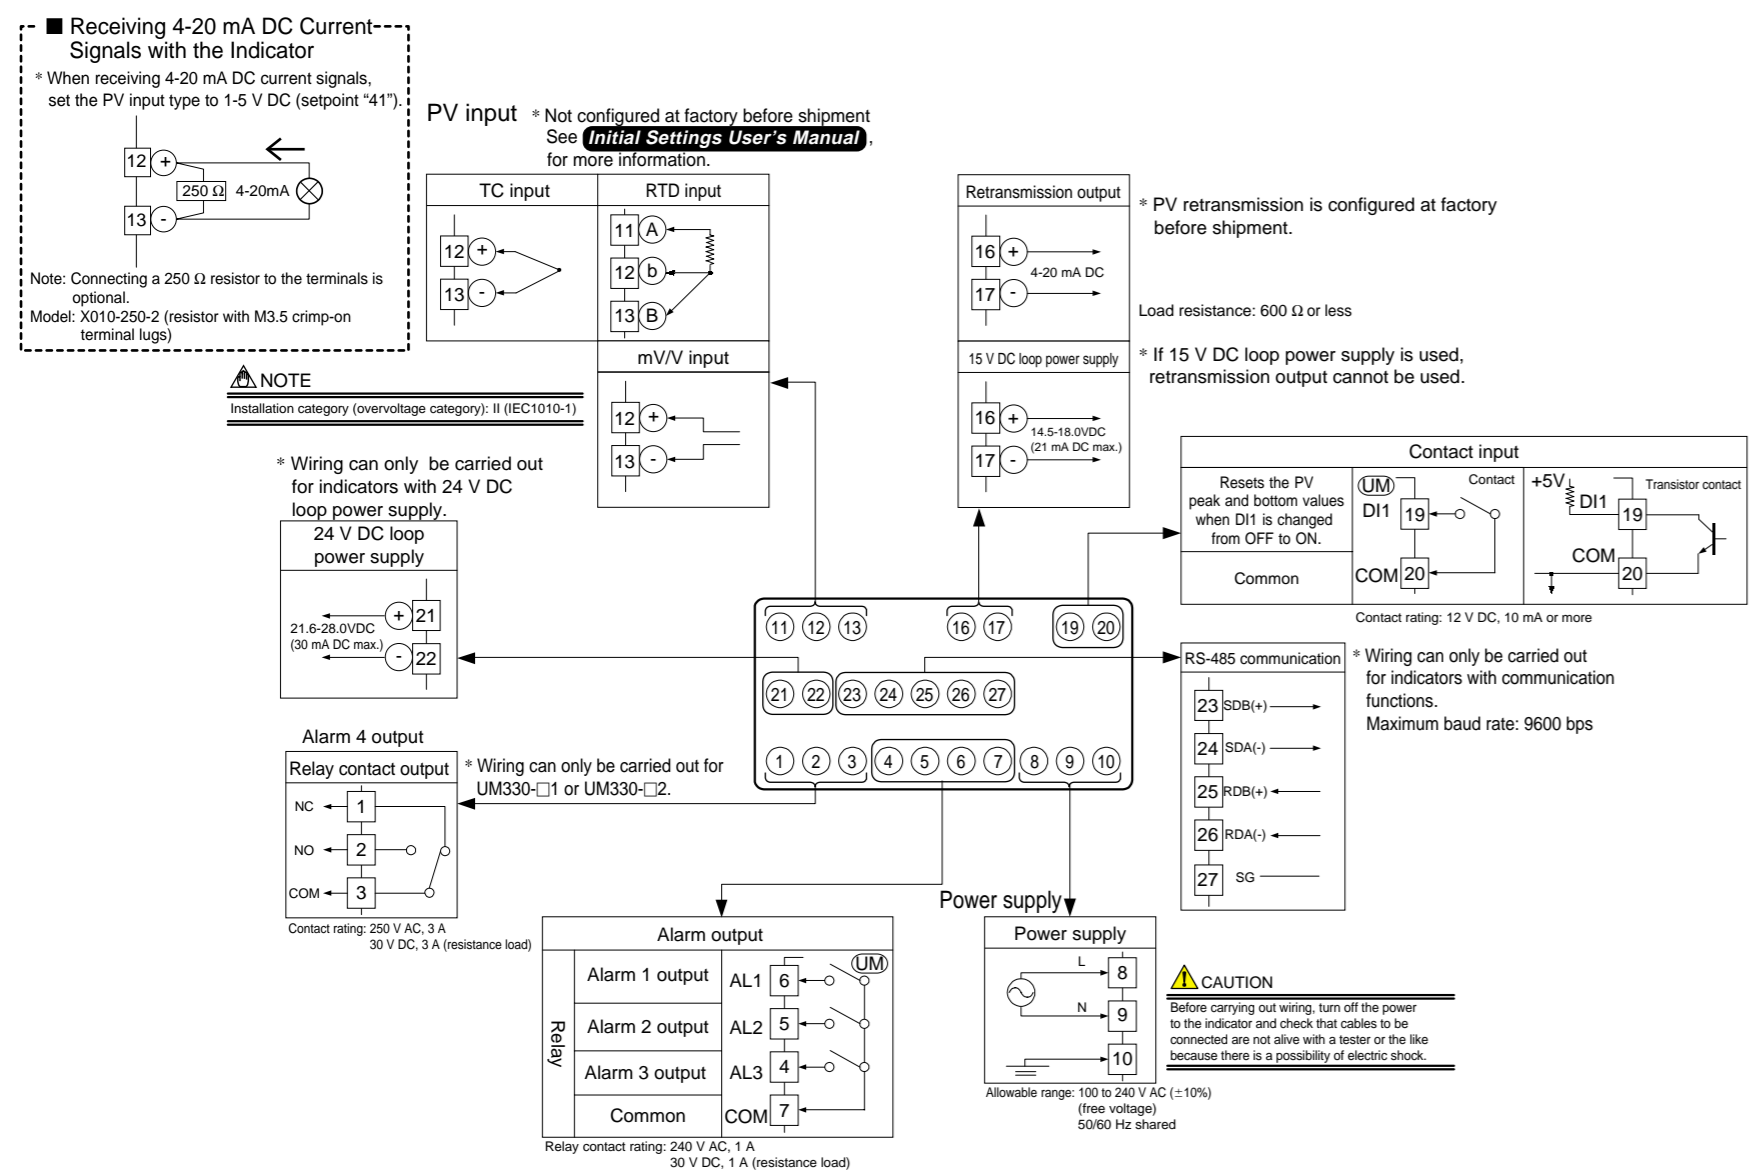 ■ Receiving 4-20 mA DC Current
Signals with the Indicator
* When receiving 4-20 mA DC current signals,
set the PV input type to 1-5 V DC (setpoint “41”).
12 +
250 Ω 4-20mA
13 -
Note: Connecting a 250 Ω resistor to the terminals is
optional.
Model: X010-250-2 (resistor with M3.5 crimp-on
terminal lugs)
NOTE
Installation category (overvoltage category): II (IEC1010-1)
PV input
* Not configured at factory before shipment
See Initial Settings User's Manual ,
for more information.
TC input
12 +
13 -
RTD input
11 A
12 b
13 B
mV/V input
12 +
13 -
Retransmission output
16 +
4-20 mA DC
17 -
* PV retransmission is configured at factory
before shipment.
Load resistance: 600 Ω or less
15 V DC loop power supply
16 +
14.5-18.0VDC
(21 mA DC max.)
17 -
* If 15 V DC loop power supply is used,
retransmission output cannot be used.
Contact input
Resets the PV
peak and bottom values
when DI1 is changed
from OFF to ON.
Common
UM
Contact
DI1 19
COM 20
+5V
Transistor contact
DI1 19
COM
20
Contact rating: 12 V DC, 10 mA or more
* Wiring can only be carried out
for indicators with 24 V DC
loop power supply.
24 V DC loop
power supply
+ 21
21.6-28.0VDC
(30 mA DC max.)
- 22
11 12 13 16 17 19 20
21 22 23 24 25 26 27
1 2 3 4 5 6 7 8 9 10
RS-485 communication
23 SDB(+)
24 SDA(-)
25 RDB(+)
26 RDA(-)
27 SG
* Wiring can only be carried out
for indicators with communication
functions.
Maximum baud rate: 9600 bps
Alarm 4 output
Relay contact output
NC 1
NO 2
COM 3
* Wiring can only be carried out for
UM330-□1 or UM330-□2.
Contact rating: 250 V AC, 3 A
30 V DC, 3 A (resistance load)
Alarm output
Relay
UM
Alarm 1 output AL1 6
Alarm 2 output AL2 5
Alarm 3 output AL3 4
Common COM 7
Relay contact rating: 240 V AC, 1 A
30 V DC, 1 A (resistance load)
Power supply
Power supply
L 8
N 9
10
Allowable range: 100 to 240 V AC (±10%)
(free voltage)
50/60 Hz shared
CAUTION
Before carrying out wiring, turn off the power
to the indicator and check that cables to be
connected are not alive with a tester or the like
because there is a possibility of electric shock.